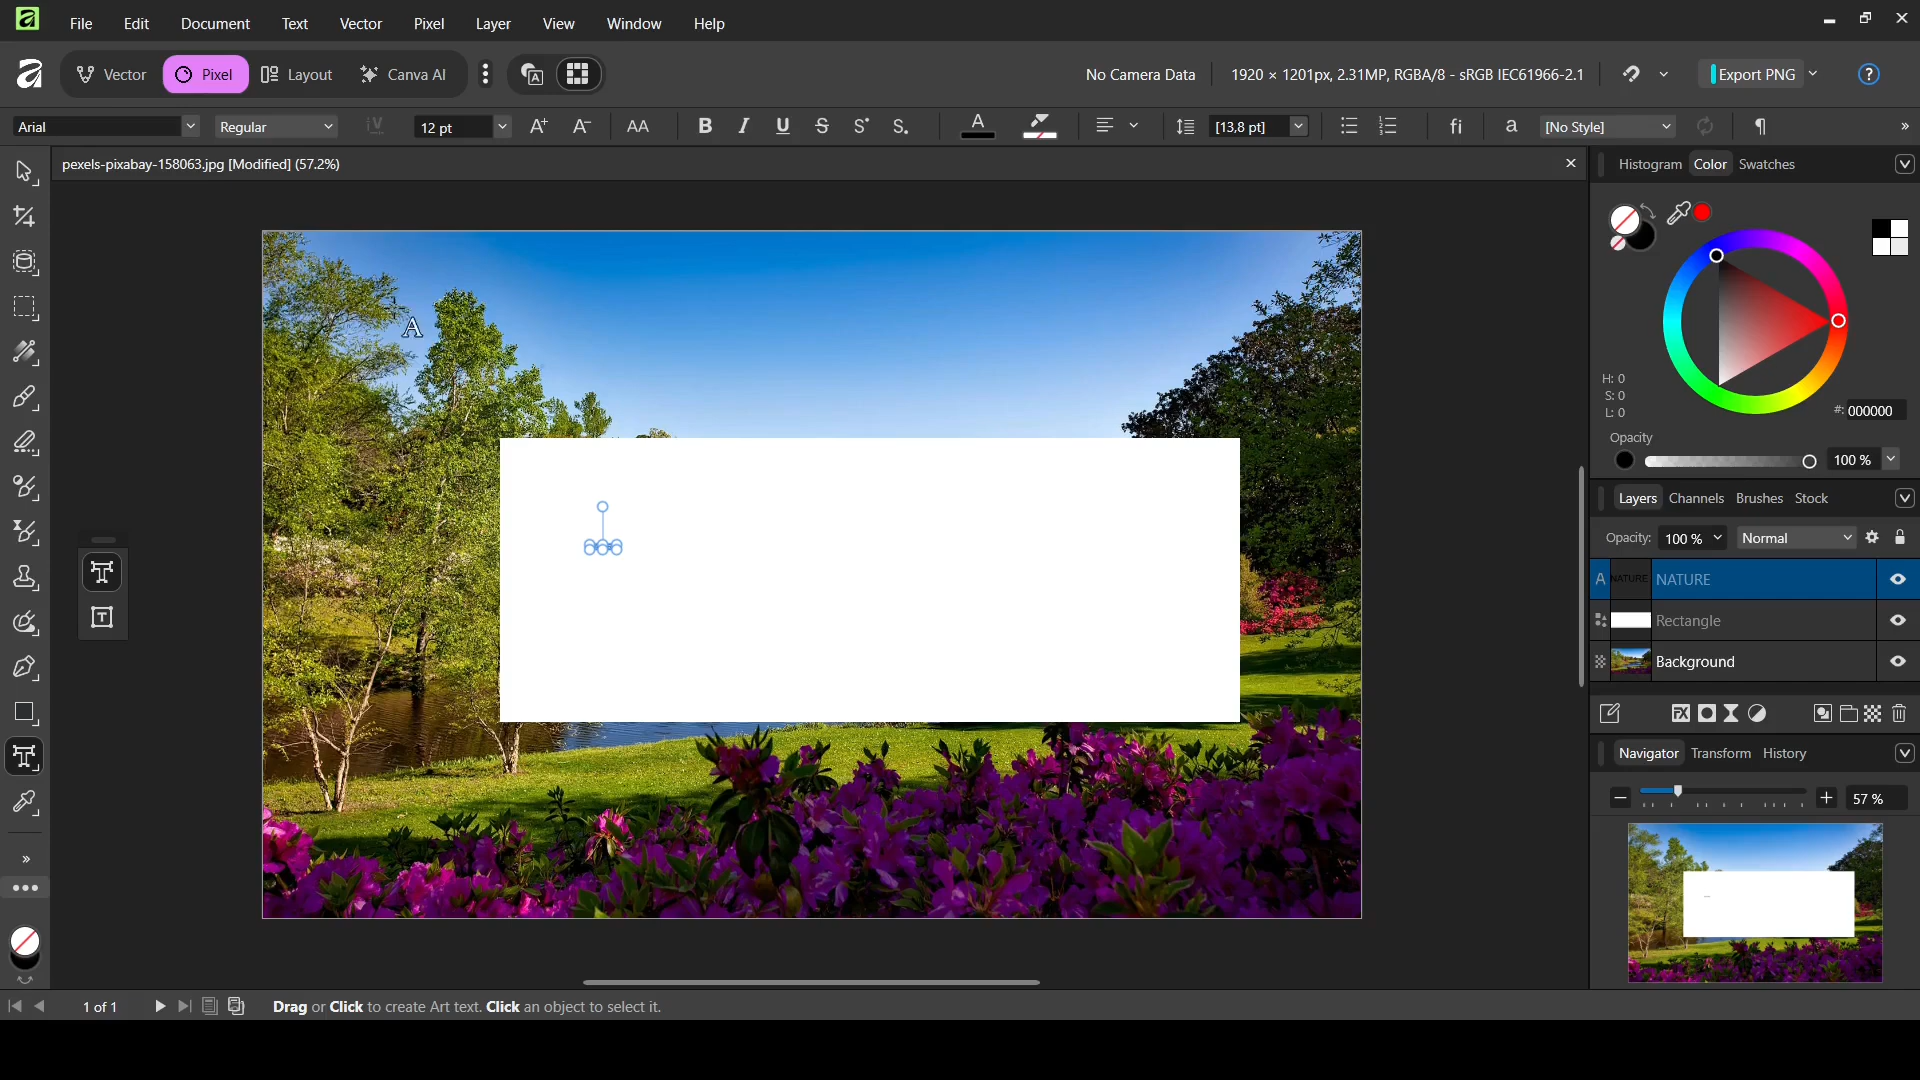 File Edit Document Text Vector Pixel Layer View Window Help
Vector Pixel Layout Canva AI No Camera Data 1920 × 1201px, 2.31MP, RGBA/8 - sRGB IEC61966-2.1 Export PNG ?
Arial Regular 12 pt A+ A− AA B I U S S S A [13,8 pt] fi a [No Style] ¶ »
pexels-pixabay-158063.jpg [Modified] (57.2%)
Histogram Color Swatches
H: 0
S: 0
L: 0
#: 000000
Opacity
100 %
Layers Channels Brushes Stock
Opacity: 100 % Normal
A NATURE NATURE
Rectangle
Background
Navigator Transform History
57 %
1 of 1 Drag or Click to create Art text. Click an object to select it.